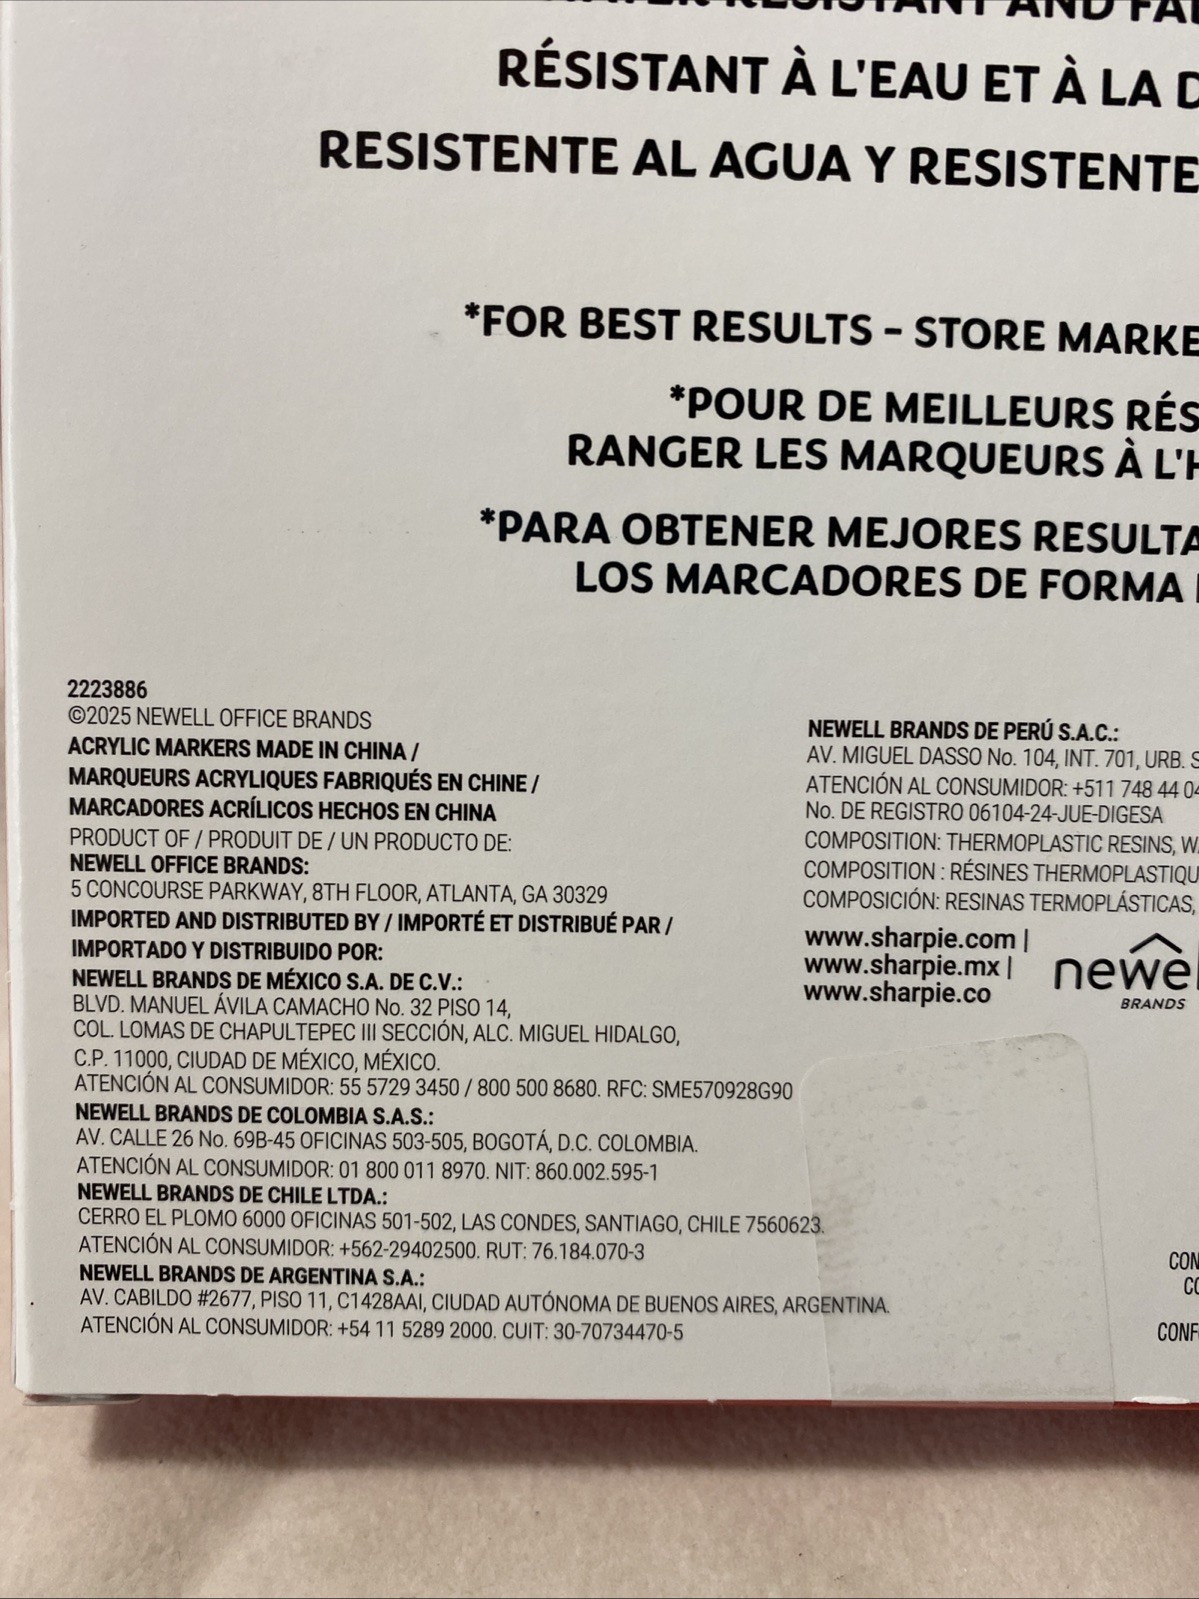 RESISTANT AND
RÉSISTANT À L'EAU ET À LA
RESISTENTE AL AGUA Y RESISTENTE
*FOR BEST RESULTS – STORE
*POUR DE MEILLEURS
RANGER LES MARQUEURS À
*PARA OBTENER MEJORES
LOS MARCADORES DE FORMA
2223886
©2025 NEWELL OFFICE BRANDS
ACRYLIC MARKERS MADE IN CHINA /
MARQUEURS ACRYLIQUES FABRIQUÉS EN CHINE /
MARCADORES ACRÍLICOS HECHOS EN CHINA
PRODUCT OF / PRODUIT DE / UN PRODUCTO DE:
NEWELL OFFICE BRANDS:
5 CONCOURSE PARKWAY, 8TH FLOOR, ATLANTA, GA 30329
IMPORTED AND DISTRIBUTED BY / IMPORTÉ ET DISTRIBUÉ PAR /
IMPORTADO Y DISTRIBUIDO POR:
NEWELL BRANDS DE MÉXICO S.A. DE C.V.:
BLVD. MANUEL ÁVILA CAMACHO No. 32 PISO 14,
COL. LOMAS DE CHAPULTEPEC III SECCIÓN, ALC. MIGUEL HIDALGO,
C.P. 11000, CIUDAD DE MÉXICO, MÉXICO.
ATENCIÓN AL CONSUMIDOR: 55 5729 3450 / 800 500 8680. RFC: SME570928G90
NEWELL BRANDS DE COLOMBIA S.A.S.:
AV. CALLE 26 No. 69B-45 OFICINAS 503-505, BOGOTÁ, D.C. COLOMBIA.
ATENCIÓN AL CONSUMIDOR: 01 800 011 8970. NIT: 860.002.595-1
NEWELL BRANDS DE CHILE LTDA.:
CERRO EL PLOMO 6000 OFICINAS 501-502, LAS CONDES, SANTIAGO, CHILE 7560623.
ATENCIÓN AL CONSUMIDOR: +562-29402500. RUT: 76.184.070-3
NEWELL BRANDS DE ARGENTINA S.A.:
AV. CABILDO #2677, PISO 11, C1428AAI, CIUDAD AUTÓNOMA DE BUENOS AIRES, ARGENTINA.
ATENCIÓN AL CONSUMIDOR: +54 11 5289 2000. CUIT: 30-70734470-5
NEWELL BRANDS DE PERÚ S.A.C.:
AV. MIGUEL DASSO No. 104, INT. 701, URB.
ATENCIÓN AL CONSUMIDOR: +511 748 44
No. DE REGISTRO 06104-24-JUE-DIGESA
COMPOSITION: THERMOPLASTIC RESINS,
COMPOSITION : RÉSINES
COMPOSICIÓN: RESINAS TERMOPLÁSTICAS,
www.sharpie.com |
www.sharpie.mx |
www.sharpie.co
BRANDS